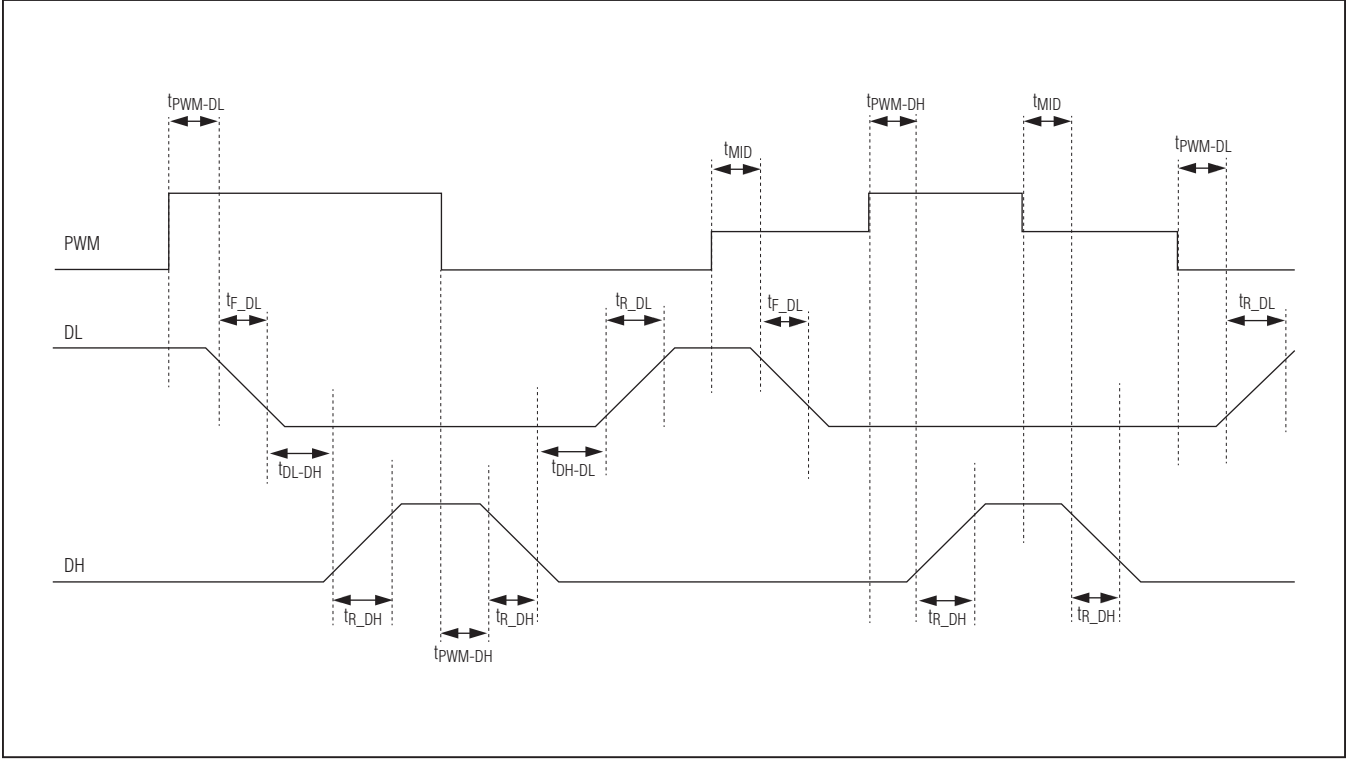 tPWM-DL
tPWM-DH
tMID
tMID
tPWM-DL
PWM
tF_DL
tR_DL
tF_DL
tR_DL
DL
tDL-DH
tDH-DL
DH
tR_DH
tR_DH
tR_DH
tR_DH
tPWM-DH